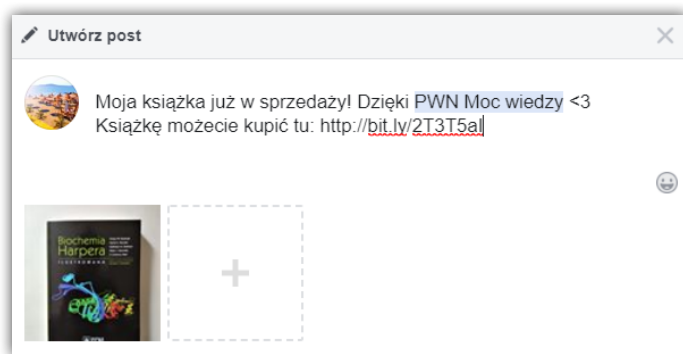 Utwórz post
Moja książka już w sprzedaży! Dzięki PWN Moc wiedzy <3
Książkę możecie kupić tu: http://bit.ly/2T3T5al
Biochemia
Harpera
ILUSTROWANA